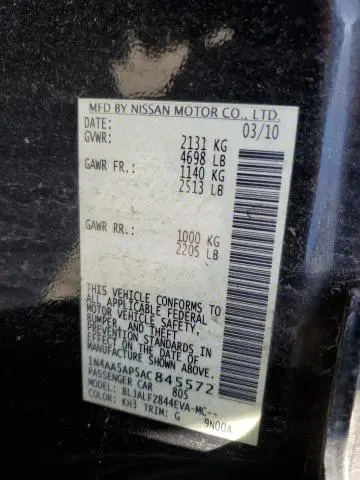 MFD BY NISSAN MOTOR CO., LTD.
DATE: 03/10
GVWR: 2131 KG
4698 LB
GAWR FR.: 1140 KG
2513 LB
GAWR RR.: 1000 KG
2205 LB
THIS VEHICLE CONFORMS TO
ALL APPLICABLE FEDERAL
MOTOR VEHICLE SAFETY,
BUMPER, AND THEFT
PREVENTION STANDARDS IN
EFFECT ON THE DATE OF
MANUFACTURE SHOWN ABOVE.
1N4AA5AP5AC845572
PASSENGER CAR 805
MODEL: BLJALF2844EVA-MC--
COLOR: KH3 TRIM: G 9N00A